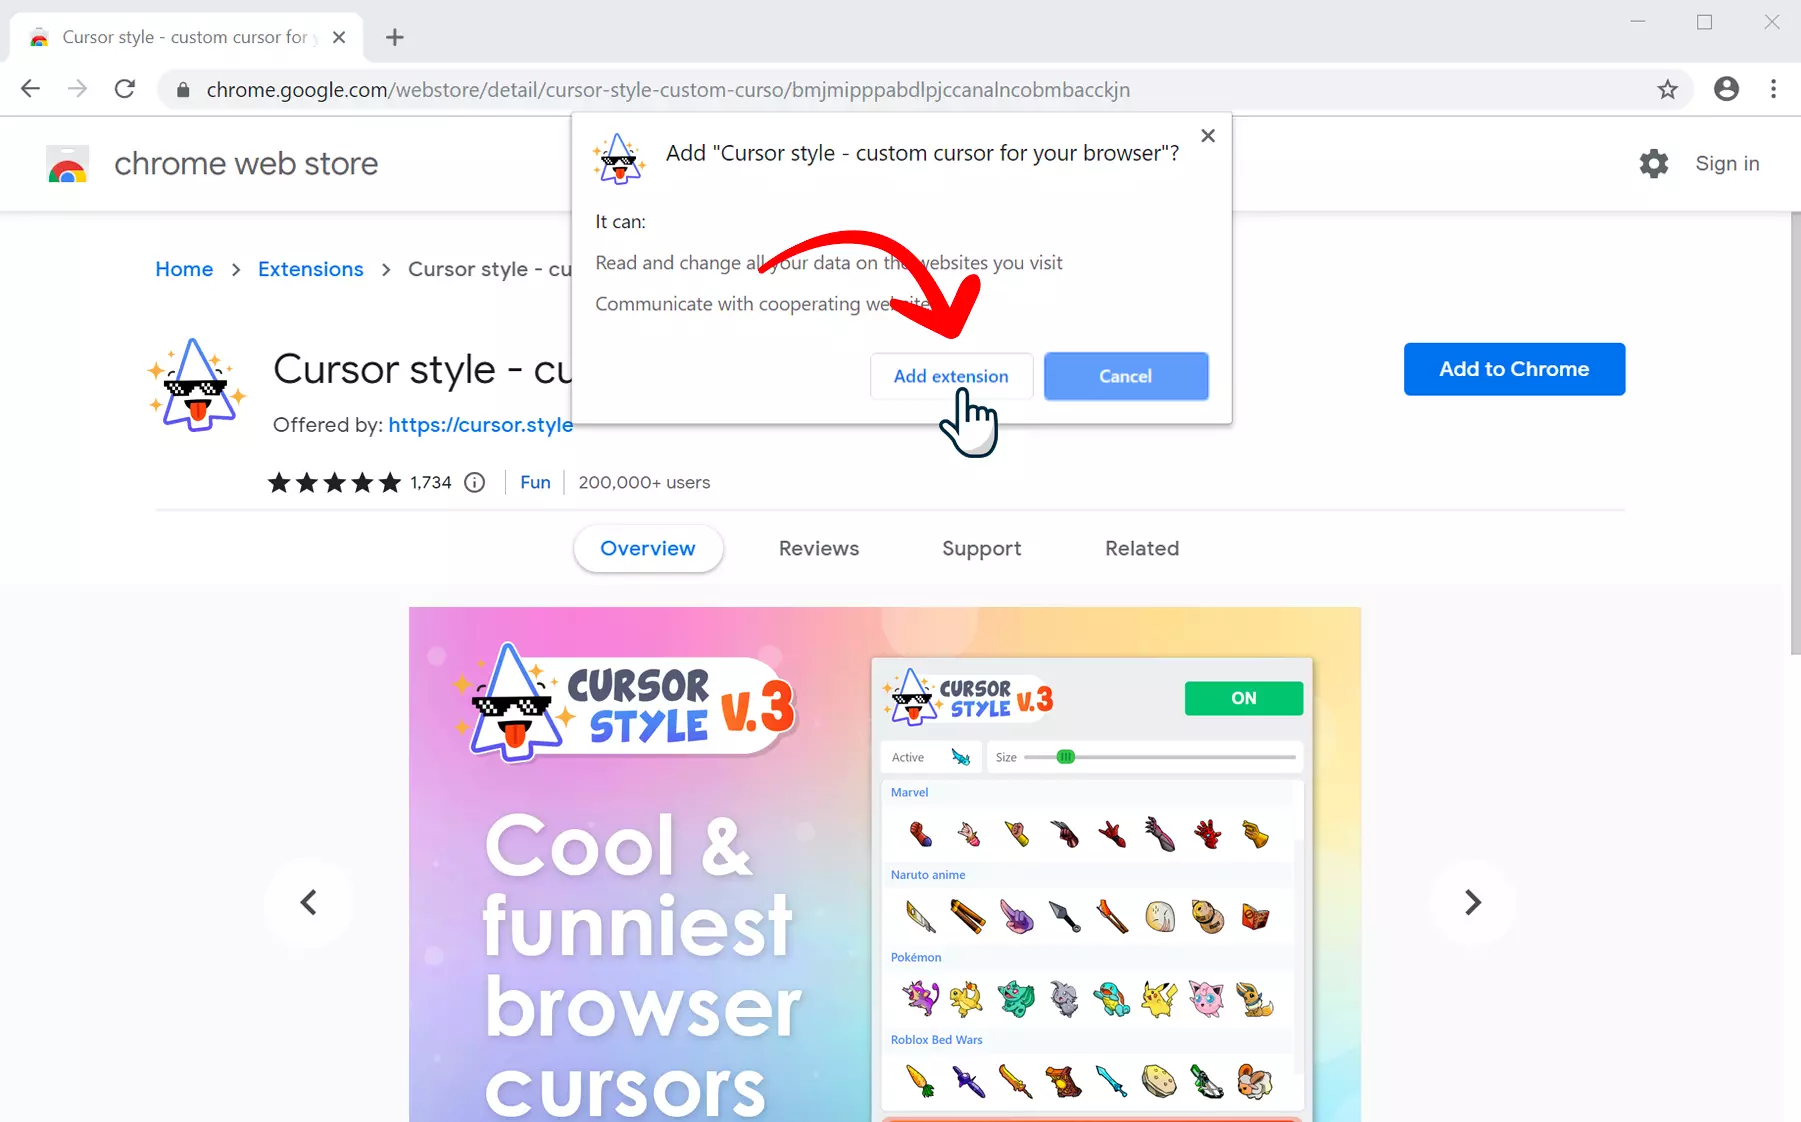 Cursor style - custom cursor for
chrome.google.com/webstore/detail/cursor-style-custom-curso/bmjmipppabdlpjccanalncobmbacckjn
chrome web store
Sign in
Add "Cursor style - custom cursor for your browser"?
It can:
Read and change all your data on the websites you visit
Communicate with cooperating websites
Add extension
Cancel
Home > Extensions > Cursor style - cu
Cursor style - cu
Offered by: https://cursor.style
Add to Chrome
1,734
Fun
200,000+ users
Overview
Reviews
Support
Related
CURSOR
STYLE V.3
Cool &
funniest
browser
cursors
CURSOR
STYLE V.3
ON
Active
Size
Marvel
Naruto anime
Pokémon
Roblox Bed Wars